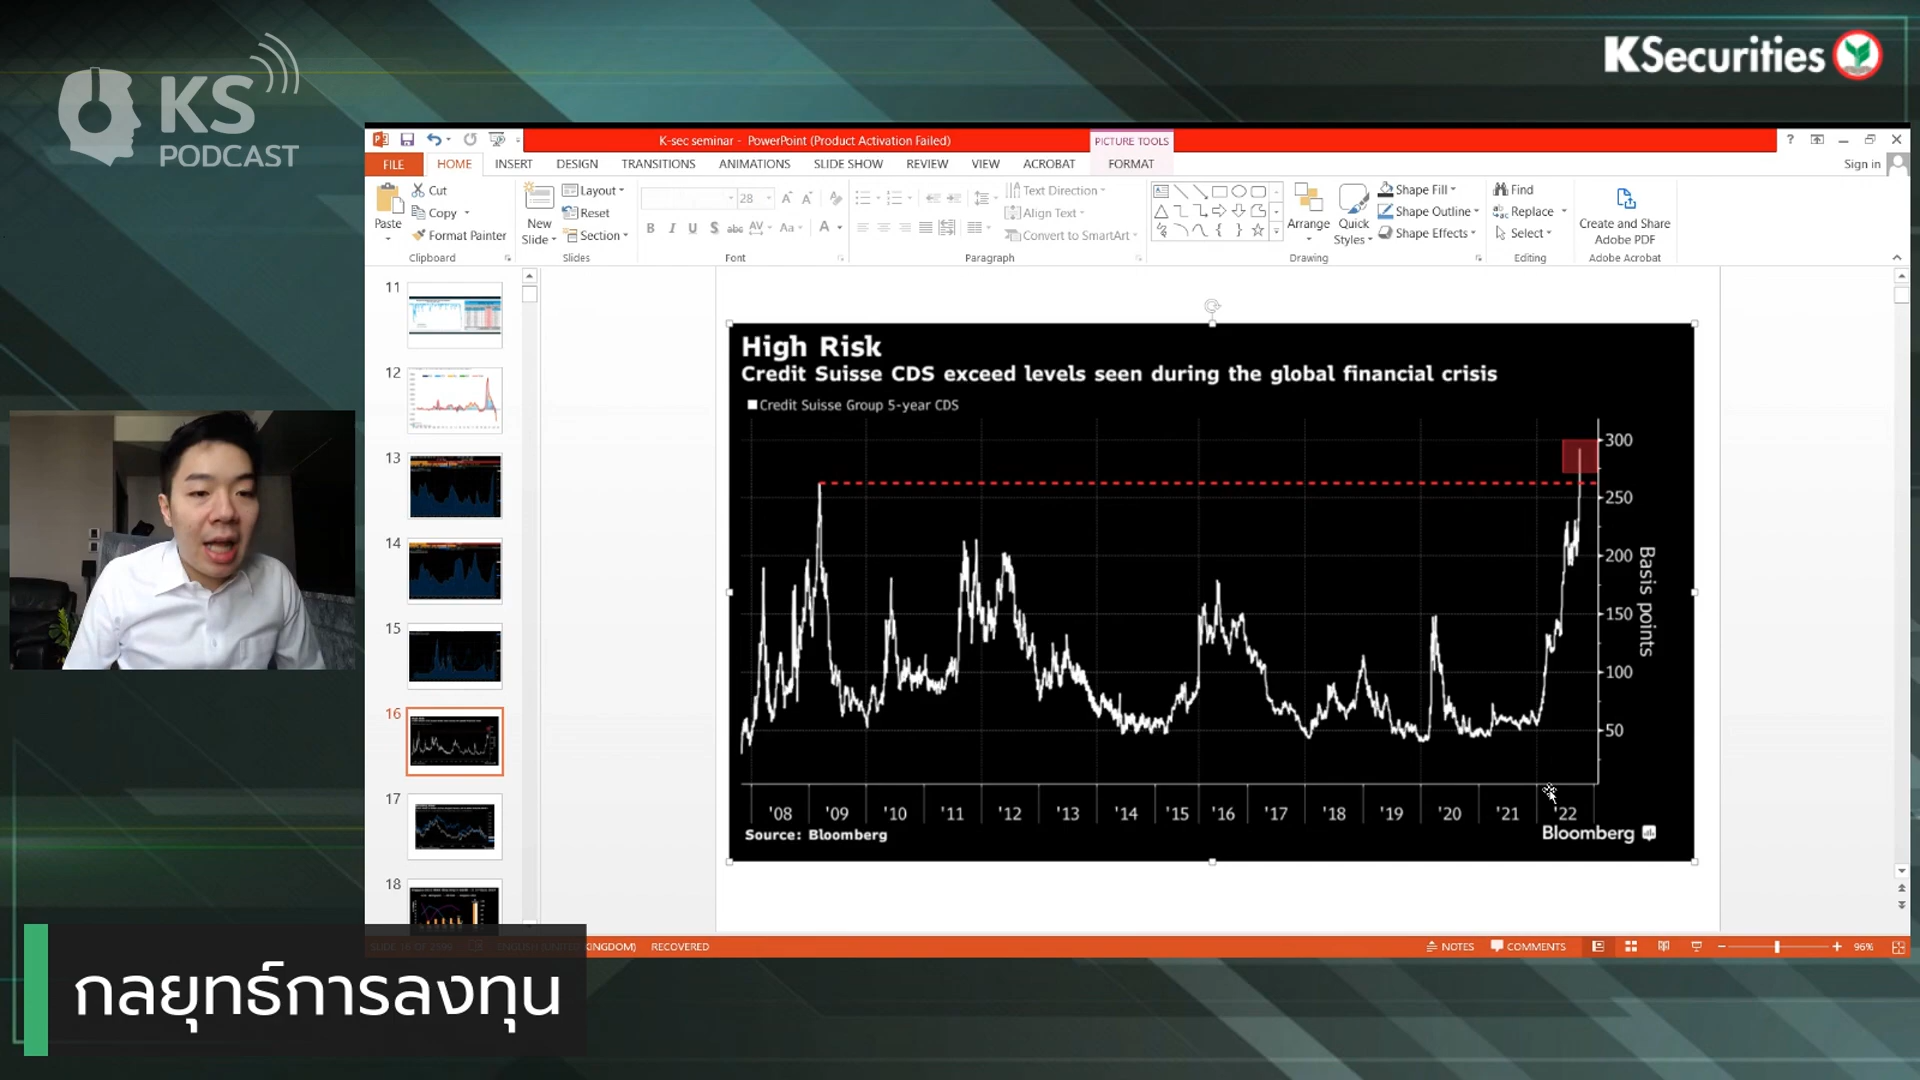 KS
PODCAST
KSecurities
K-sec seminar - PowerPoint (Product Activation Failed)
PICTURE TOOLS
?
FILE
HOME
INSERT
DESIGN
TRANSITIONS
ANIMATIONS
SLIDE SHOW
REVIEW
VIEW
ACROBAT
FORMAT
Sign in
Paste
Cut
Copy
Format Painter
Clipboard
New
Slide
Layout
Reset
Section
Slides
28
B I U S abc AV Aa A
Font
Text Direction
Align Text
Convert to SmartArt
Paragraph
Arrange
Quick
Styles
Shape Fill
Shape Outline
Shape Effects
Drawing
Find
Replace
Select
Editing
Create and Share
Adobe PDF
Adobe Acrobat
11
12
13
14
15
16
17
18
High Risk
Credit Suisse CDS exceed levels seen during the global financial crisis
Credit Suisse Group 5-year CDS
300
250
200
150
100
50
Basis points
'08 '09 '10 '11 '12 '13 '14 '15 '16 '17 '18 '19 '20 '21 '22
Source: Bloomberg
Bloomberg
ENGLISH (UNITED KINGDOM)
RECOVERED
NOTES
COMMENTS
96%
กลยุทธ์การลงทุน